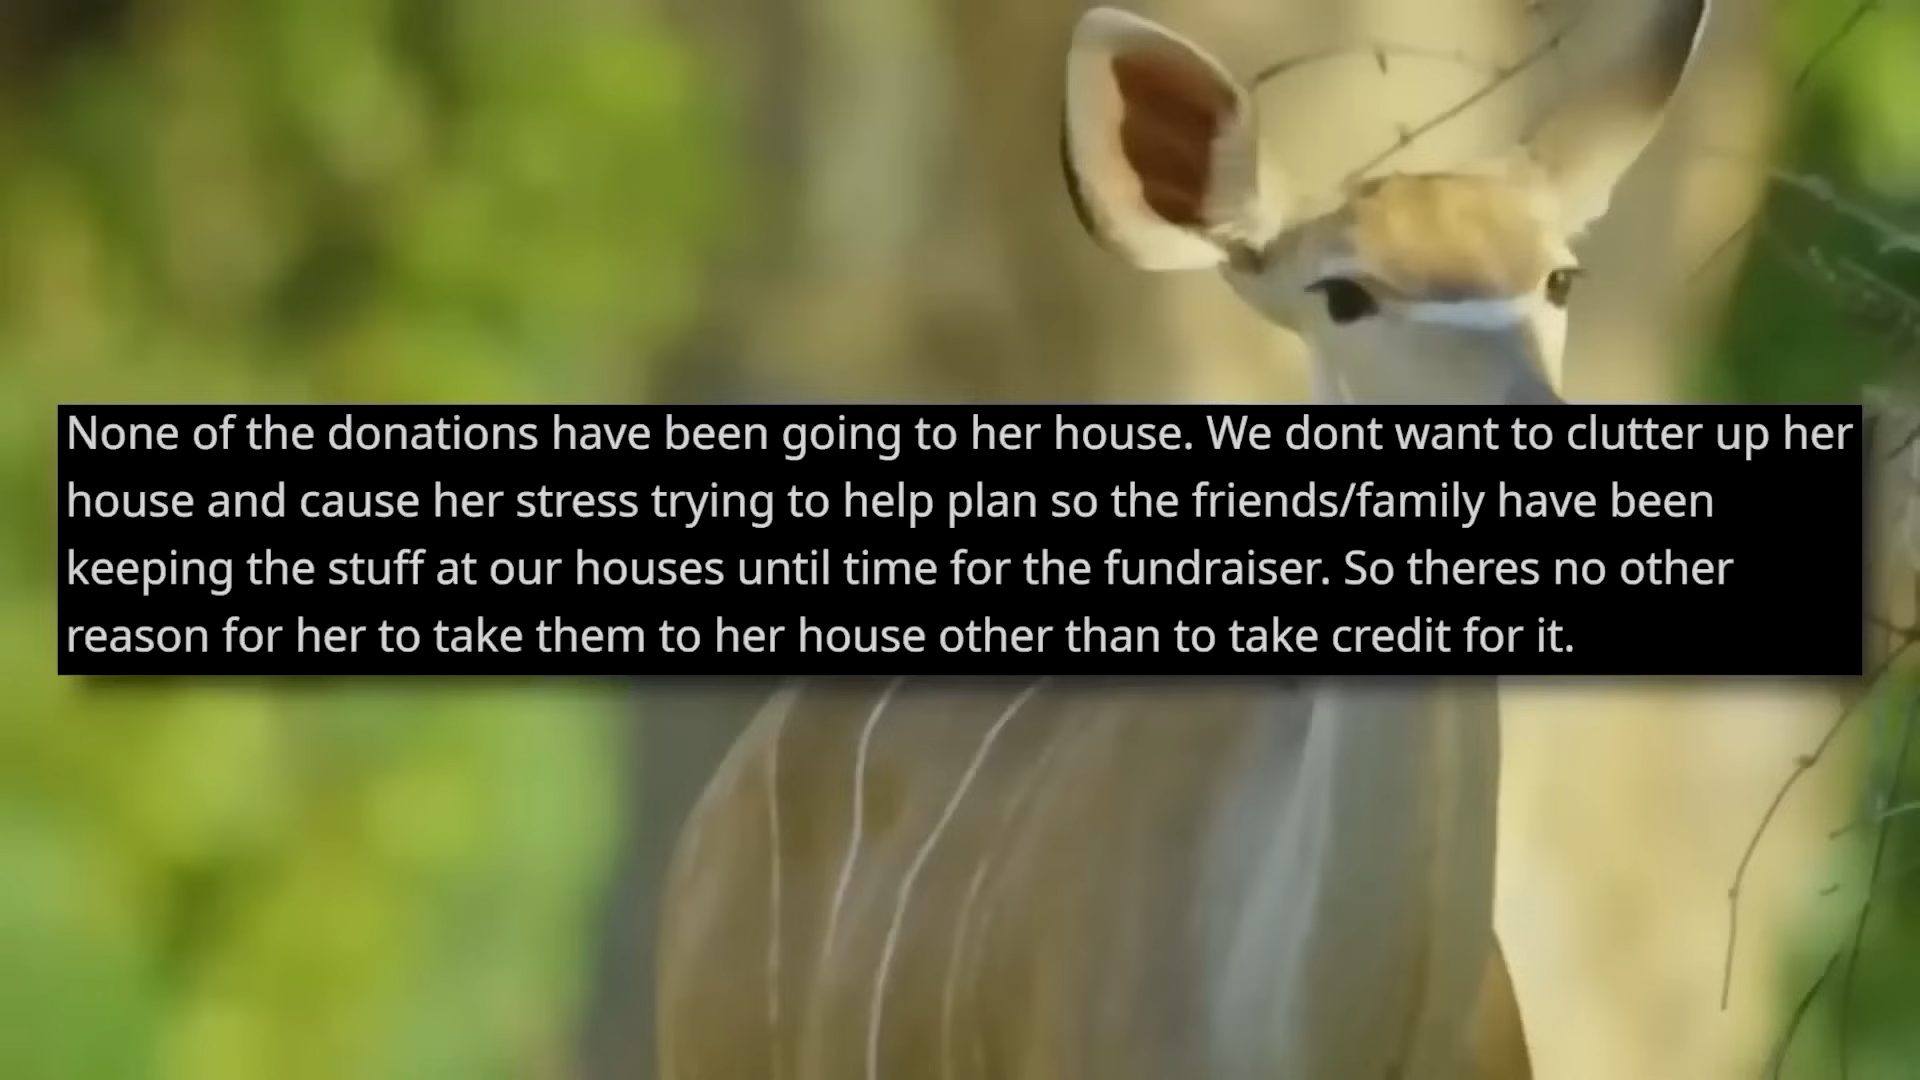 None of the donations have been going to her house. We dont want to clutter up her
house and cause her stress trying to help plan so the friends/family have been
keeping the stuff at our houses until time for the fundraiser. So theres no other
reason for her to take them to her house other than to take credit for it.